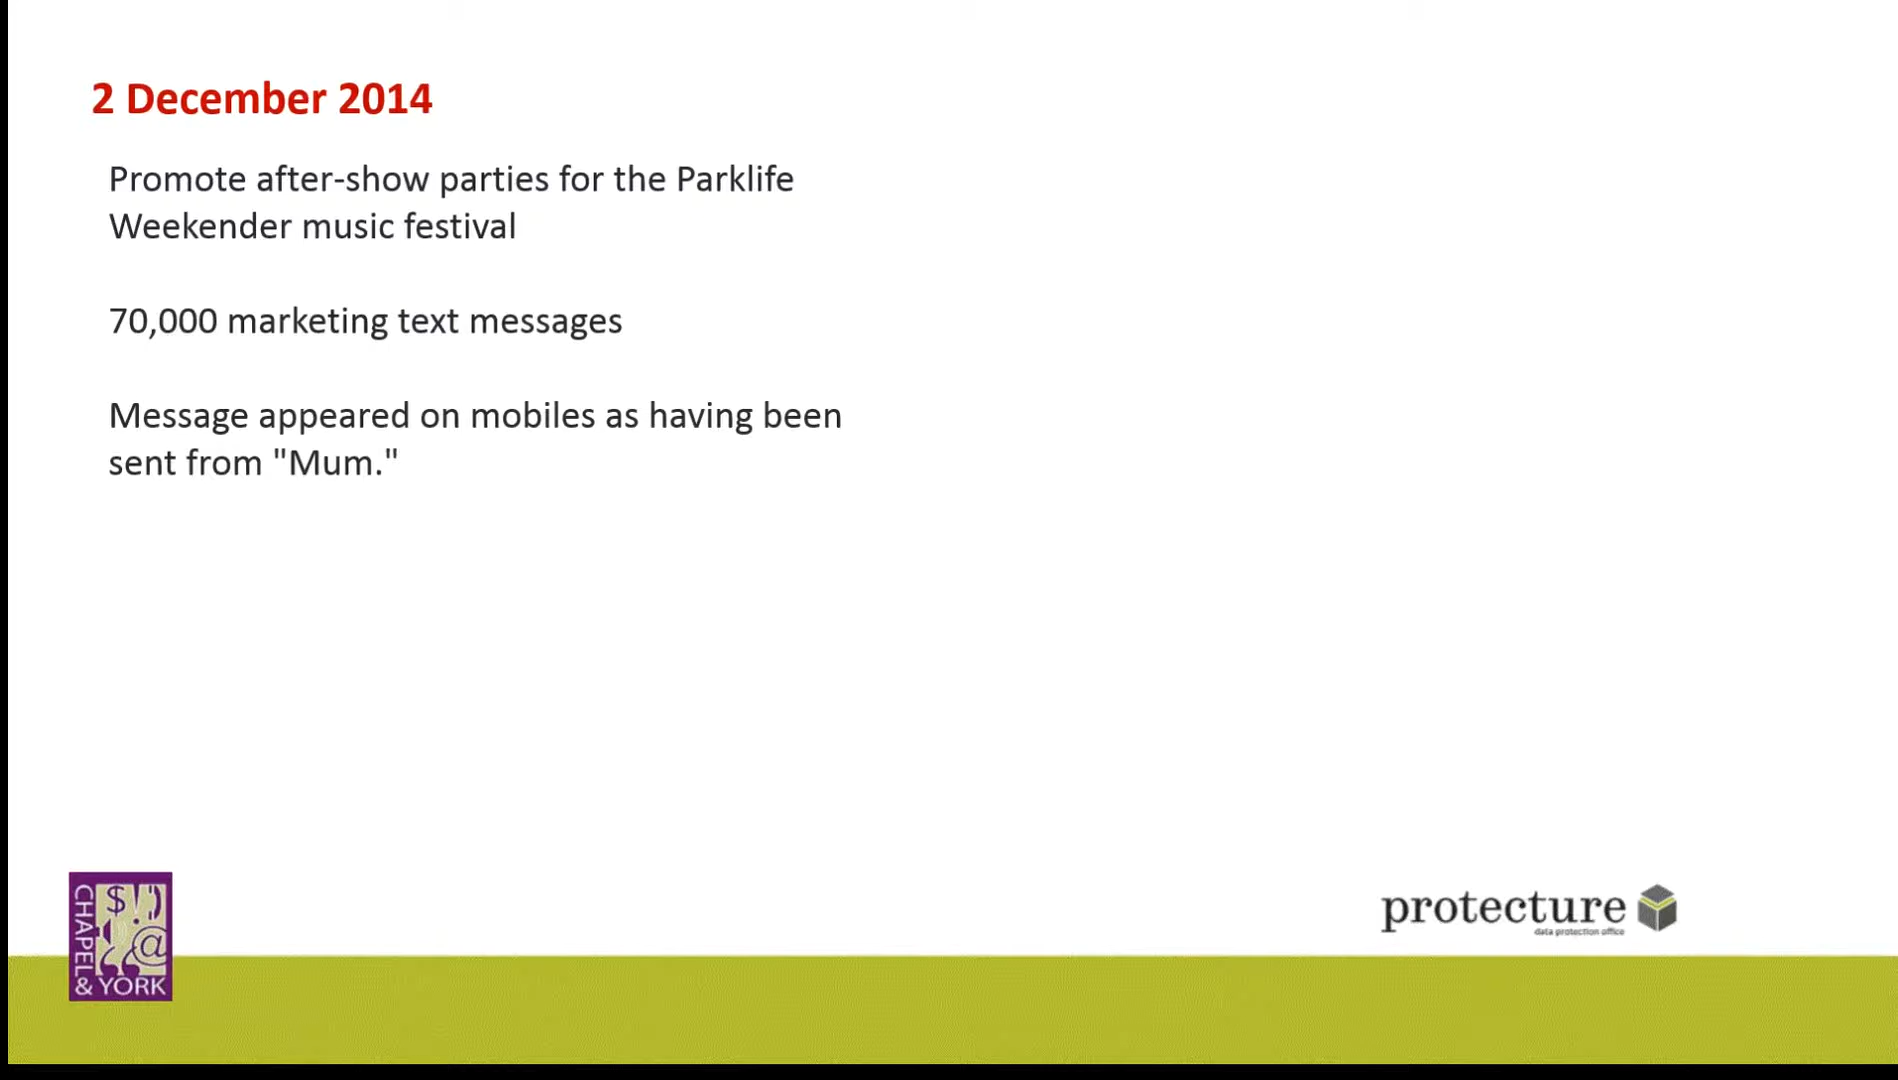 2 December 2014
Promote after-show parties for the Parklife
Weekender music festival
70,000 marketing text messages
Message appeared on mobiles as having been
sent from "Mum."
CHAPEL
& YORK
protecture
data protection office